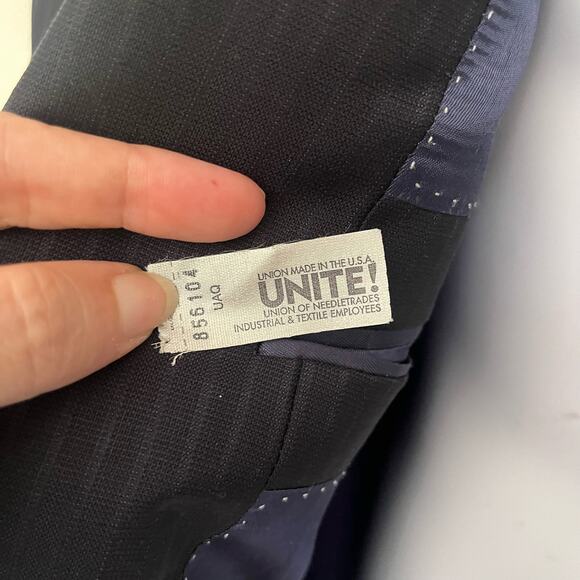 UNION MADE IN THE U.S.A.
UNITE!
UNION OF NEEDLETRADES
INDUSTRIAL & TEXTILE EMPLOYEES
UAQ
856104